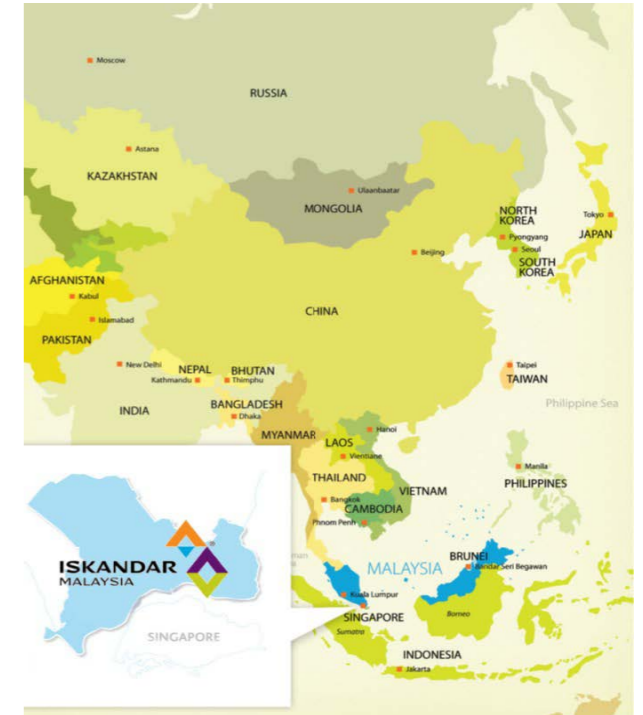 Moscow
RUSSIA
Astana
KAZAKHSTAN
Ulaanbaatar
MONGOLIA
NORTH
KOREA
Tokyo
JAPAN
Pyongyang
Beijing
Seoul
SOUTH
KOREA
AFGHANISTAN
Kabul
CHINA
Islamabad
PAKISTAN
New Delhi
NEPAL
BHUTAN
Kathmandu
Thimphu
Taipei
TAIWAN
BANGLADESH
Dhaka
INDIA
Philippine Sea
MYANMAR
Hanoi
LAOS
Vientiane
Manila
THAILAND
PHILIPPINES
VIETNAM
Bangkok
CAMBODIA
Phnom Penh
BRUNEI
MALAYSIA
Bandar Seri Begawan
ISKANDAR
MALAYSIA
®
Kuala Lumpur
SINGAPORE
Borneo
Sumatra
SINGAPORE
INDONESIA
Jakarta